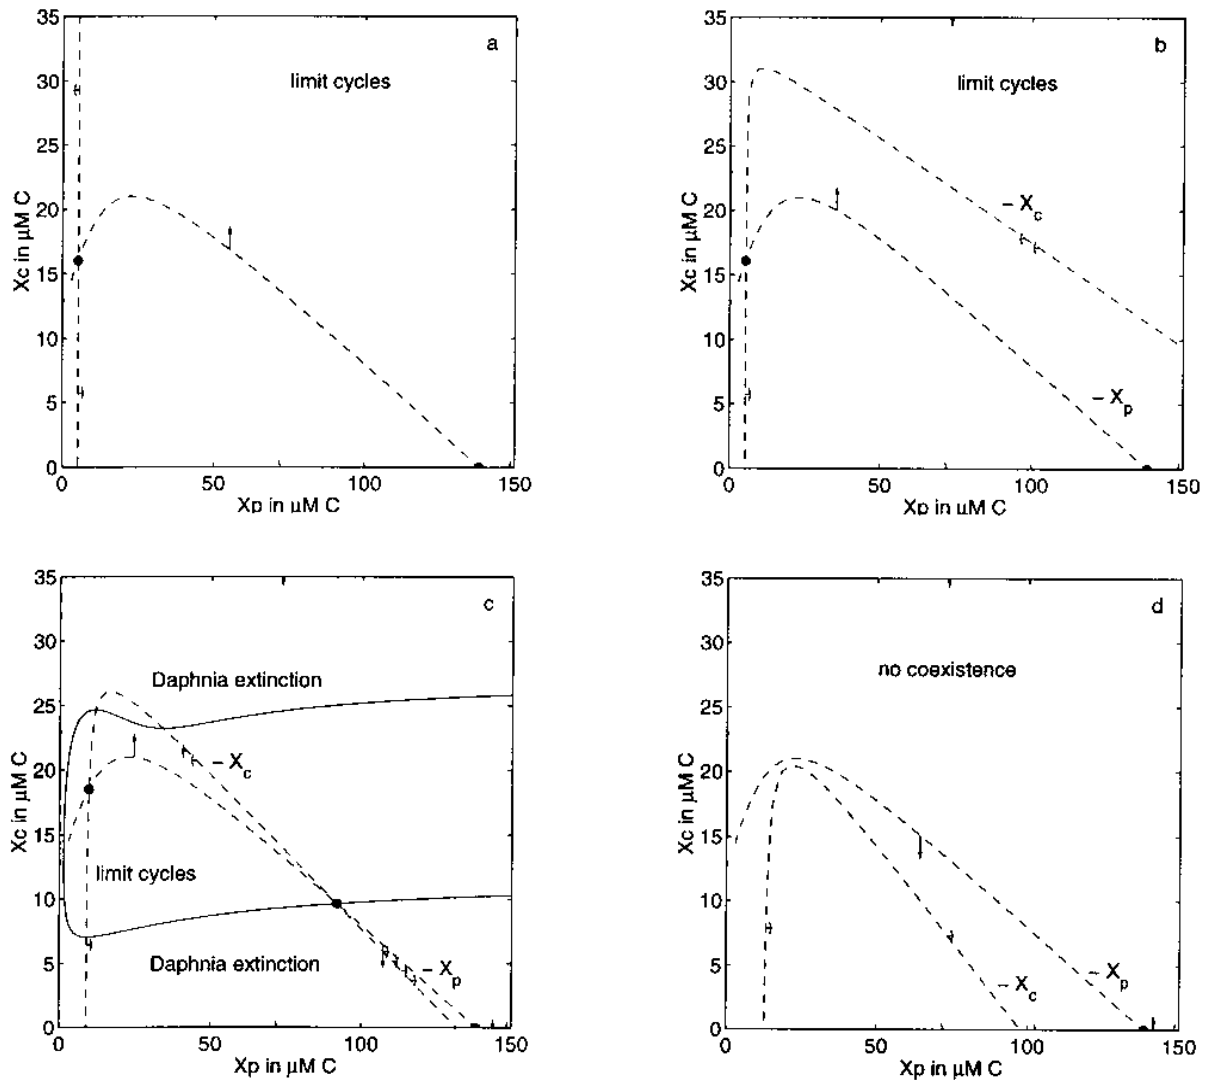 a
limit cycles
35
30
25
20
15
10
5
0
Xc in μM C
0 50 100 150
Xp in μM C
b
limit cycles
35
30
25
20
15
10
5
0
Xc in μM C
– Xc
– Xp
0 50 100 150
Xp in μM C
c
Daphnia extinction
35
30
25
20
15
10
5
0
Xc in μM C
– Xc
limit cycles
Daphnia extinction
– Xp
0 50 100 150
Xp in μM C
d
no coexistence
35
30
25
20
15
10
5
0
Xc in μM C
– Xc
– Xp
0 50 100 150
Xp in μM C